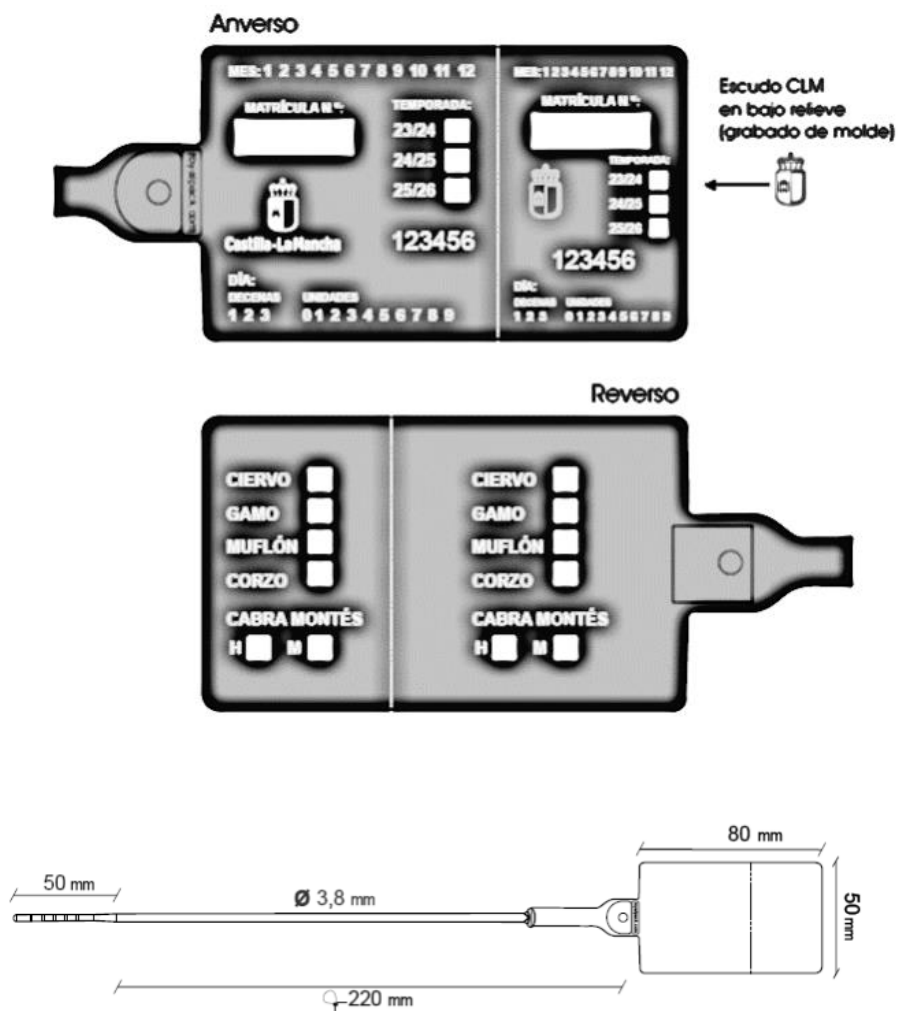 Anverso
MES: 1 2 3 4 5 6 7 8 9 10 11 12
MATRÍCULA N.º:
TEMPORADA:
23/24
24/25
25/26
Castilla-La Mancha
123456
DÍA:
DECENAS UNIDADES
1 2 3 0 1 2 3 4 5 6 7 8 9
MES: 1 2 3 4 5 6 7 8 9 10 11 12
MATRÍCULA N.º:
TEMPORADA:
23/24
24/25
25/26
123456
DÍA:
DECENAS UNIDADES
1 2 3 0 1 2 3 4 5 6 7 8 9
Escudo CLM
en bajo relieve
(grabado de molde)
Reverso
CIERVO
GAMO
MUFLÓN
CORZO
CABRA MONTÉS
H M
CIERVO
GAMO
MUFLÓN
CORZO
CABRA MONTÉS
H M
80 mm
50 mm
Ø 3,8 mm
50 mm
220 mm